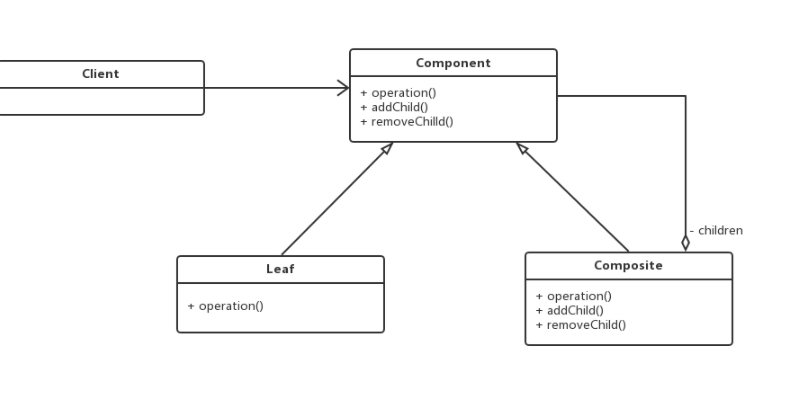 Client
Component
+ operation()
+ addChild()
+ removeChilld()
- children
Leaf
+ operation()
Composite
+ operation()
+ addChild()
+ removeChild()